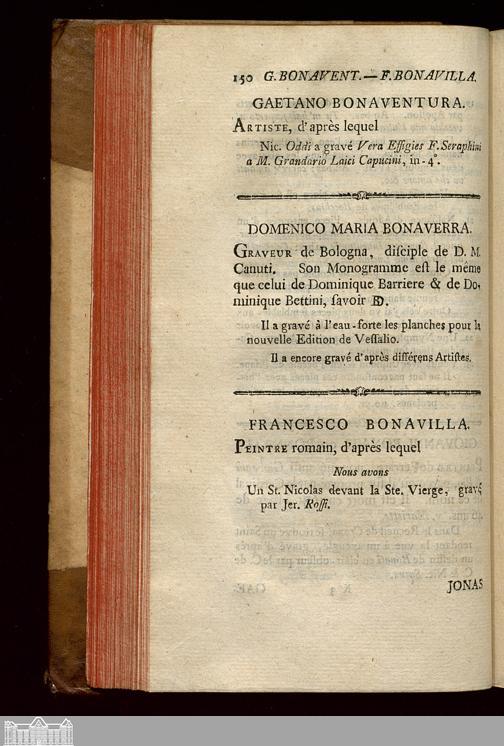 150 G. BONAVENT. — F. BONAVILLA.
GAETANO BONAVENTURA.
ARTISTE, d'après lequel
Nic. Oddi a gravé Vera Effigies F. Seraphini
a M. Grandario Laici Capucini, in-4°.
DOMENICO MARIA BONAVERRA.
GRAVEUR de Bologna, diſciple de D. M.
Canuti. Son Monogramme eſt le même
que celui de Dominique Barriere & de Do-
minique Bettini, ſavoir
Il a gravé à l'eau-forte les planches pour la
nouvelle Edition de Veſſalio.
Il a encore gravé d'après différens Artiſtes.
FRANCESCO BONAVILLA.
PEINTRE romain, d'après lequel
Nous avons
Un St. Nicolas devant la Ste. Vierge, gravé
par Jer. Roſſi.
JONAS